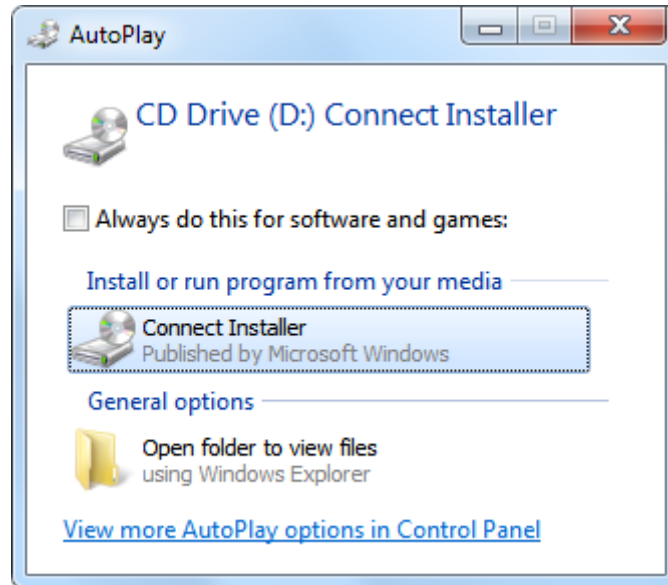 AutoPlay
CD Drive (D:) Connect Installer
Always do this for software and games:
Install or run program from your media
Connect Installer
Published by Microsoft Windows
General options
Open folder to view files
using Windows Explorer
View more AutoPlay options in Control Panel